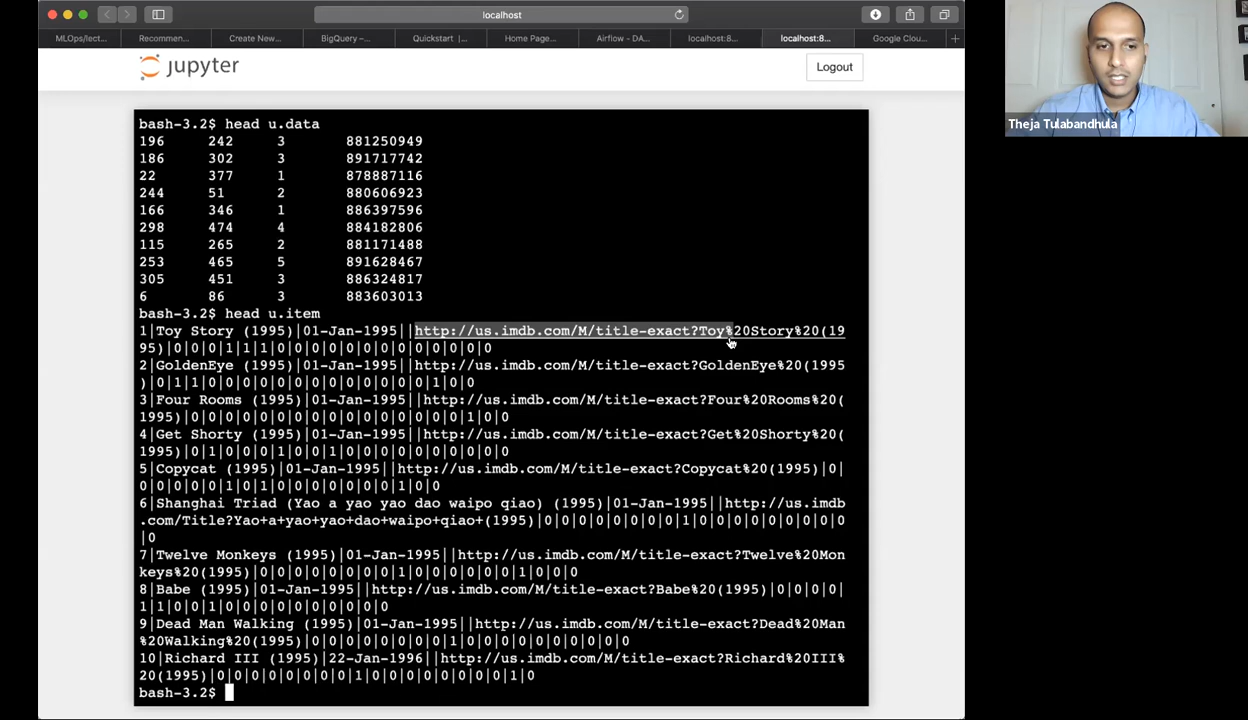 localhost
MLOps/lect...
Recommen...
Create New...
BigQuery –...
Quickstart |...
Home Page...
Airflow - DA...
localhost:8...
localhost:8...
Google Clou...
jupyter
Logout
Theja Tulabandhula
bash-3.2$ head u.data
196 242 3 881250949
186 302 3 891717742
22 377 1 878887116
244 51 2 880606923
166 346 1 886397596
298 474 4 884182806
115 265 2 881171488
253 465 5 891628467
305 451 3 886324817
6 86 3 883603013
bash-3.2$ head u.item
1|Toy Story (1995)|01-Jan-1995||http://us.imdb.com/M/title-exact?Toy%20Story%20(19
95)|0|0|0|1|1|1|0|0|0|0|0|0|0|0|0|0|0|0|0
2|GoldenEye (1995)|01-Jan-1995||http://us.imdb.com/M/title-exact?GoldenEye%20(1995
)|0|1|1|0|0|0|0|0|0|0|0|0|0|0|0|0|1|0|0
3|Four Rooms (1995)|01-Jan-1995||http://us.imdb.com/M/title-exact?Four%20Rooms%20(
1995)|0|0|0|0|0|0|0|0|0|0|0|0|0|0|0|0|1|0|0
4|Get Shorty (1995)|01-Jan-1995||http://us.imdb.com/M/title-exact?Get%20Shorty%20(
1995)|0|1|0|0|0|1|0|0|1|0|0|0|0|0|0|0|0|0|0
5|Copycat (1995)|01-Jan-1995||http://us.imdb.com/M/title-exact?Copycat%20(1995)|0|
0|0|0|0|0|1|0|1|0|0|0|0|0|0|0|1|0|0
6|Shanghai Triad (Yao a yao yao dao waipo qiao) (1995)|01-Jan-1995||http://us.imdb
.com/Title?Yao+a+yao+yao+dao+waipo+qiao+(1995)|0|0|0|0|0|0|0|0|1|0|0|0|0|0|0|0|0|0
|0
7|Twelve Monkeys (1995)|01-Jan-1995||http://us.imdb.com/M/title-exact?Twelve%20Mon
keys%20(1995)|0|0|0|0|0|0|0|0|1|0|0|0|0|0|0|1|0|0|0
8|Babe (1995)|01-Jan-1995||http://us.imdb.com/M/title-exact?Babe%20(1995)|0|0|0|0|
1|1|0|0|1|0|0|0|0|0|0|0|0|0|0
9|Dead Man Walking (1995)|01-Jan-1995||http://us.imdb.com/M/title-exact?Dead%20Man
%20Walking%20(1995)|0|0|0|0|0|0|0|0|1|0|0|0|0|0|0|0|0|0|0
10|Richard III (1995)|22-Jan-1996||http://us.imdb.com/M/title-exact?Richard%20III%
20(1995)|0|0|0|0|0|0|0|0|1|0|0|0|0|0|0|0|0|1|0
bash-3.2$